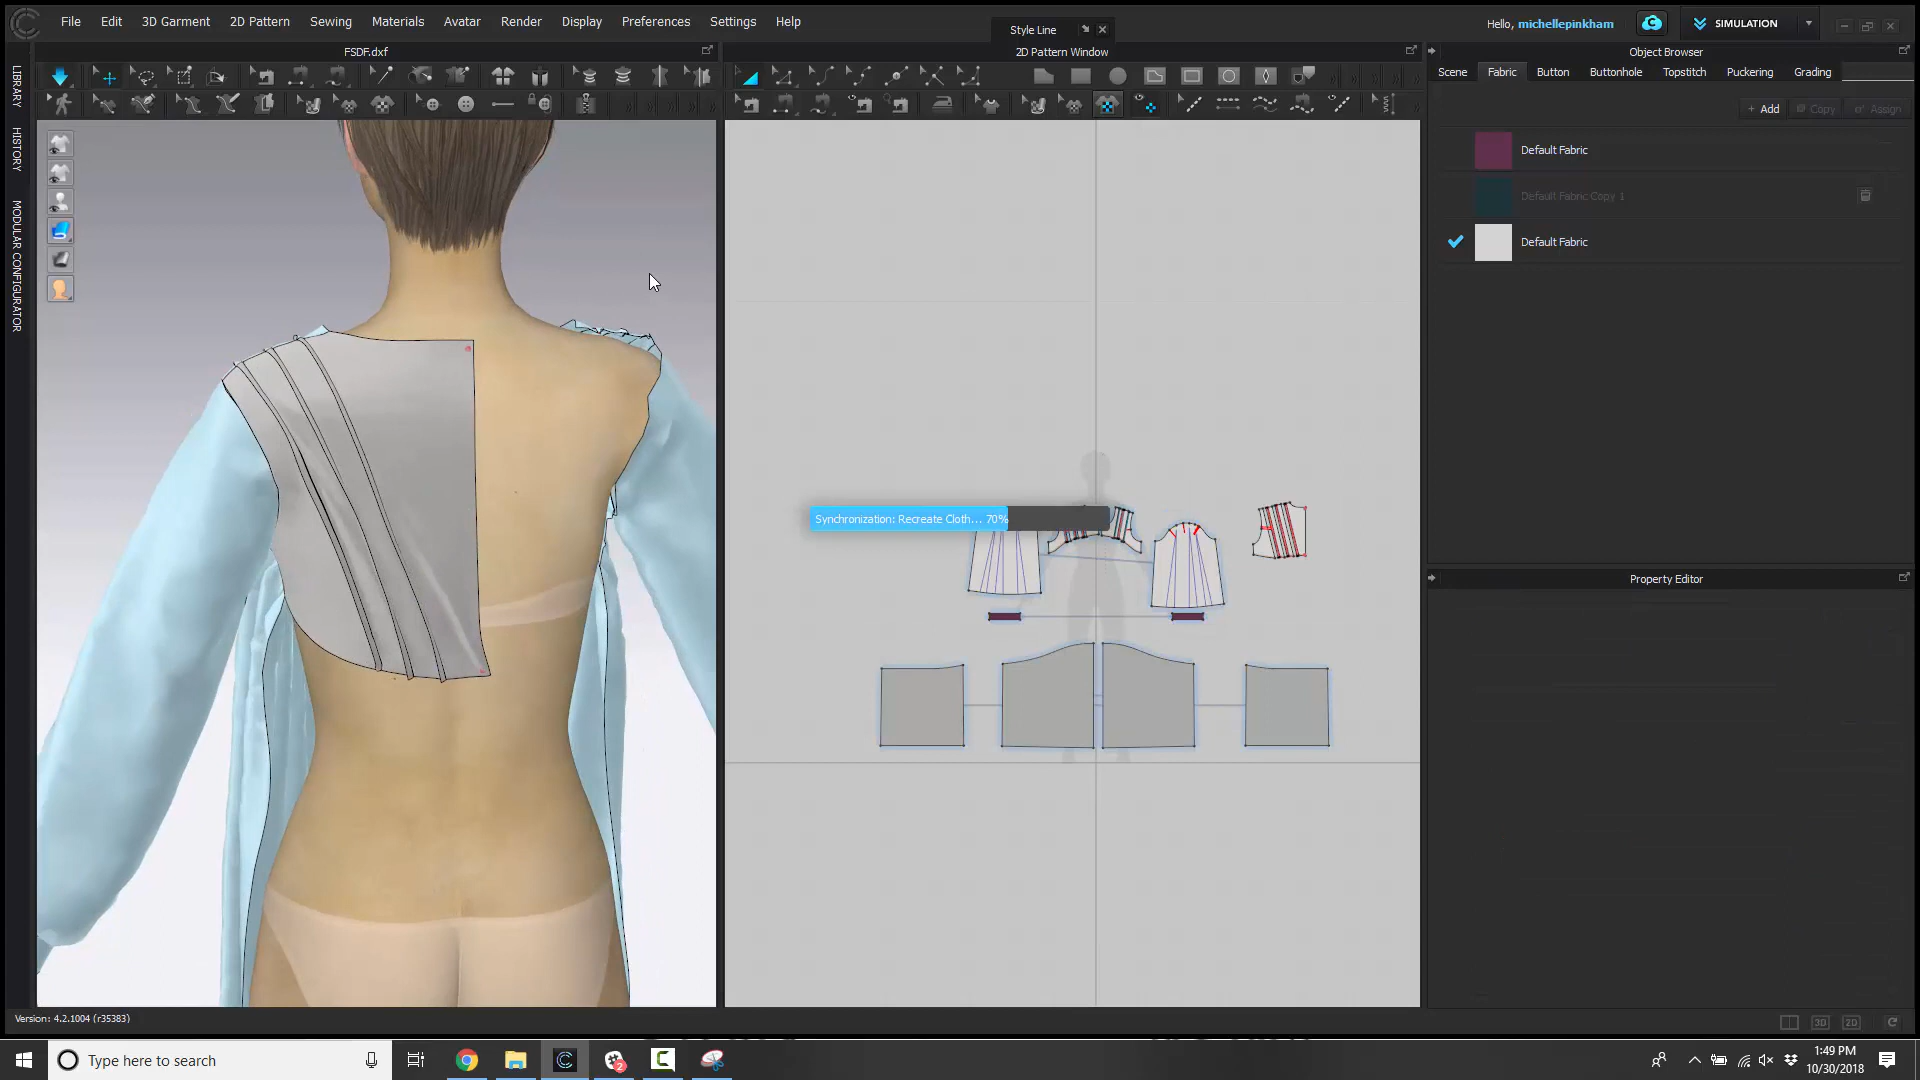 File Edit 3D Garment 2D Pattern Sewing Materials Avatar Render Display Preferences Settings Help
Style Line
Hello, michellepinkham
SIMULATION
FSDF.dxf
2D Pattern Window
Object Browser
Scene Fabric Button Buttonhole Topstitch Puckering Grading
+ Add Copy Assign
LIBRARY
HISTORY
MODULAR CONFIGURATOR
Default Fabric
Default Fabric Copy 1
Default Fabric
Synchronization: Recreate Cloth... 70%
Property Editor
Version: 4.2.1004 (r35383)
3D 2D
Type here to search
2
1:49 PM
10/30/2018